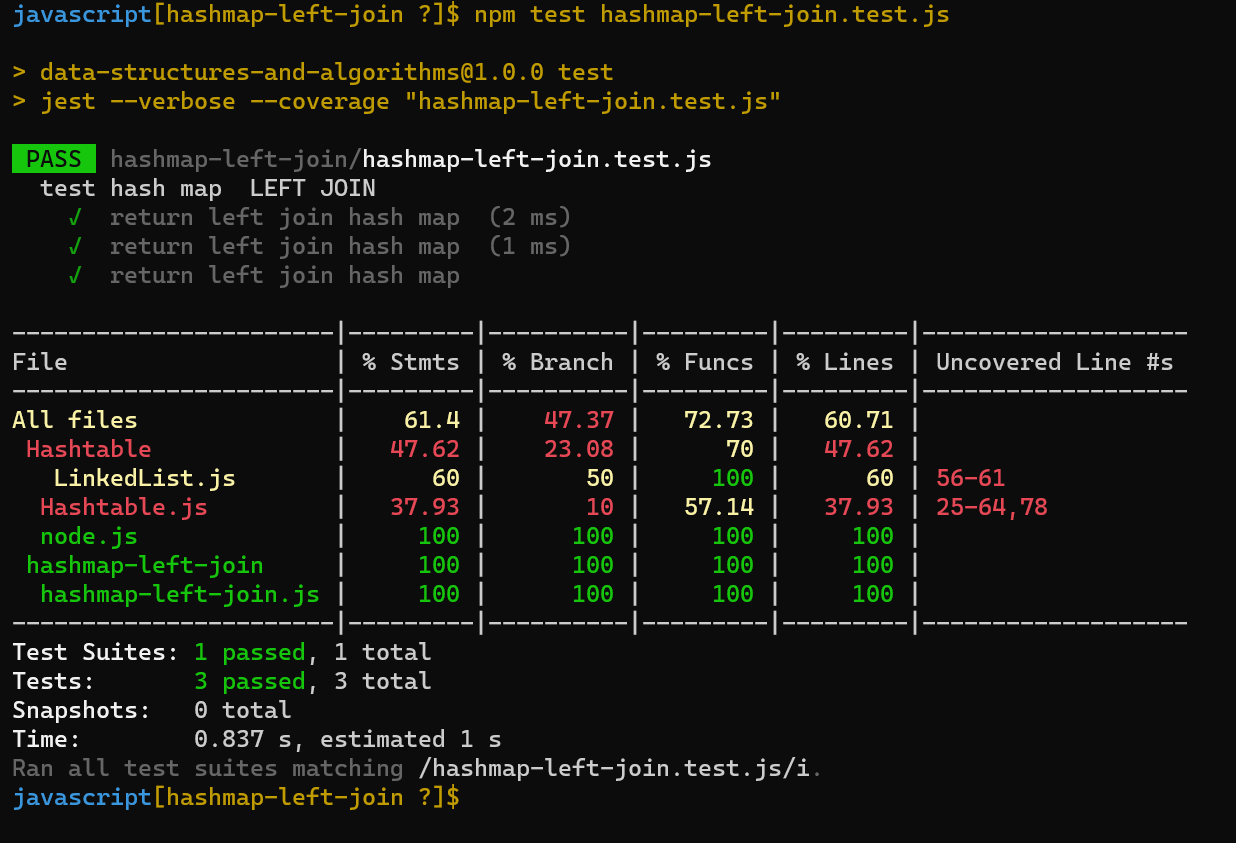 javascript[hashmap-left-join ?]$ npm test hashmap-left-join.test.js

> data-structures-and-algorithms@1.0.0 test
> jest --verbose --coverage "hashmap-left-join.test.js"

PASS hashmap-left-join/hashmap-left-join.test.js
  test hash map  LEFT JOIN
    √  return left join hash map  (2 ms)
    √  return left join hash map  (1 ms)
    √  return left join hash map

-----------------------|---------|----------|---------|---------|-------------------
File                   | % Stmts | % Branch | % Funcs | % Lines | Uncovered Line #s
-----------------------|---------|----------|---------|---------|-------------------
All files              |    61.4 |    47.37 |   72.73 |   60.71 |
 Hashtable             |   47.62 |    23.08 |      70 |   47.62 |
   LinkedList.js       |      60 |       50 |     100 |      60 | 56-61
  Hashtable.js         |   37.93 |       10 |   57.14 |   37.93 | 25-64,78
  node.js              |     100 |      100 |     100 |     100 |
 hashmap-left-join     |     100 |      100 |     100 |     100 |
  hashmap-left-join.js |     100 |      100 |     100 |     100 |
-----------------------|---------|----------|---------|---------|-------------------
Test Suites: 1 passed, 1 total
Tests:       3 passed, 3 total
Snapshots:   0 total
Time:        0.837 s, estimated 1 s
Ran all test suites matching /hashmap-left-join.test.js/i.
javascript[hashmap-left-join ?]$